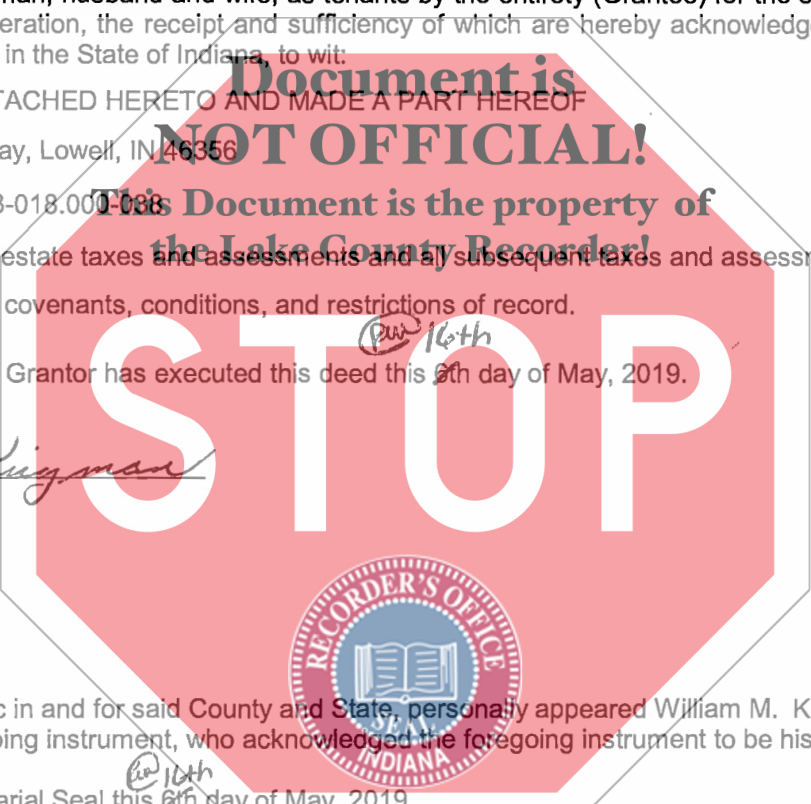 man, husband and wife, as tenants by the entirety (Grantee) for the
eration, the receipt and sufficiency of which are hereby acknowledg
in the State of Indiana, to wit:
Document is
TACHED HERETO AND MADE A PART HEREOF
NOT OFFICIAL!
ay, Lowell, IN 46356
-018.000-038
This Document is the property of
the Lake County Recorder!
estate taxes and assessments and all subsequent taxes and assessm
covenants, conditions, and restrictions of record.
16th
Grantor has executed this deed this 6th day of May, 2019.
STOP
Kingman
RECORDER'S OFFICE
SEAL
INDIANA
c in and for said County and State, personally appeared William M. K
oing instrument, who acknowledged the foregoing instrument to be his
16th
arial Seal this 6th day of May, 2019